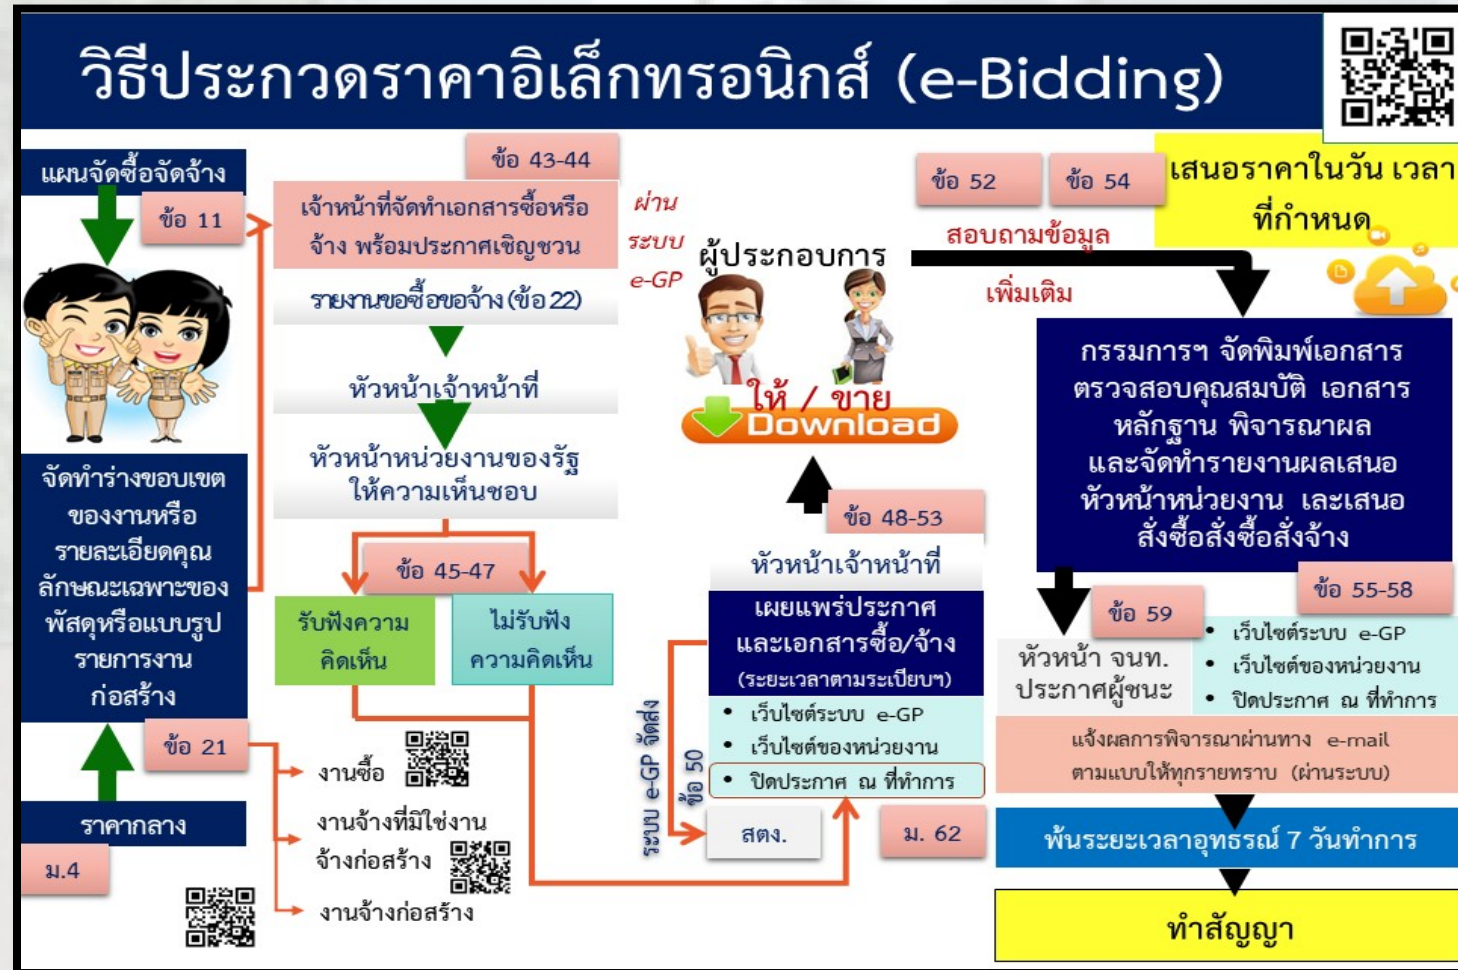 วิธีประกวดราคาอิเล็กทรอนิกส์ (e-Bidding)
แผนจัดซื้อจัดจ้าง
ข้อ 11
จัดทำร่างขอบเขต
ของงานหรือ
รายละเอียดคุณ
ลักษณะเฉพาะของ
พัสดุหรือแบบรูป
รายการงาน
ก่อสร้าง
ข้อ 21
ราคากลาง
ม.4
งานซื้อ
งานจ้างที่มิใช่งาน
จ้างก่อสร้าง
งานจ้างก่อสร้าง
ข้อ 43-44
เจ้าหน้าที่จัดทำเอกสารซื้อหรือ
จ้าง พร้อมประกาศเชิญชวน
ผ่าน
ระบบ
e-GP
รายงานขอซื้อขอจ้าง (ข้อ 22)
หัวหน้าเจ้าหน้าที่
หัวหน้าหน่วยงานของรัฐ
ให้ความเห็นชอบ
ข้อ 45-47
รับฟังความ
คิดเห็น
ไม่รับฟัง
ความคิดเห็น
ผู้ประกอบการ
ให้ / ขาย
Download
ข้อ 48-53
หัวหน้าเจ้าหน้าที่
เผยแพร่ประกาศ
และเอกสารซื้อ/จ้าง
(ระยะเวลาตามระเบียบฯ)
• เว็บไซต์ระบบ e-GP
• เว็บไซต์ของหน่วยงาน
• ปิดประกาศ ณ ที่ทำการ
ระบบ e-GP จัดส่ง
ข้อ 50
สตง.
ม. 62
ข้อ 52
ข้อ 54
สอบถามข้อมูล
เพิ่มเติม
เสนอราคาในวัน เวลา
ที่กำหนด
กรรมการฯ จัดพิมพ์เอกสาร
ตรวจสอบคุณสมบัติ เอกสาร
หลักฐาน พิจารณาผล
และจัดทำรายงานผลเสนอ
หัวหน้าหน่วยงาน เละเสนอ
สั่งซื้อสั่งซื้อสั่งจ้าง
ข้อ 55-58
ข้อ 59
หัวหน้า จนท.
ประกาศผู้ชนะ
• เว็บไซต์ระบบ e-GP
• เว็บไซต์ของหน่วยงาน
• ปิดประกาศ ณ ที่ทำการ
แจ้งผลการพิจารณาผ่านทาง e-mail
ตามแบบให้ทุกรายทราบ (ผ่านระบบ)
พ้นระยะเวลาอุทธรณ์ 7 วันทำการ
ทำสัญญา